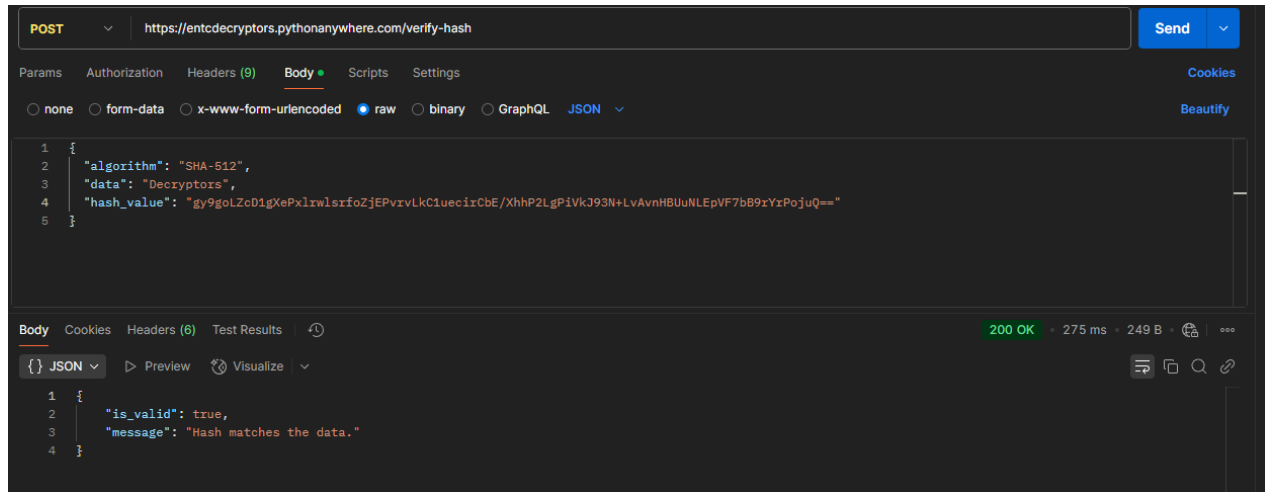 POST https://entcdecryptors.pythonanywhere.com/verify-hash Send
Params Authorization Headers (9) Body Scripts Settings Cookies
none form-data x-www-form-urlencoded raw binary GraphQL JSON Beautify
1 {
2 "algorithm": "SHA-512",
3 "data": "Decryptors",
4 "hash_value": "gy9goLZcD1gXePxlrwlsrfoZjEPvrvLkC1uecirCbE/XhhP2LgPiVkJ93N+LvAvnHBUuNLEpVF7bB9rYrPojuQ=="
5 }
Body Cookies Headers (6) Test Results 200 OK 275 ms 249 B
{} JSON Preview Visualize
1 {
2 "is_valid": true,
3 "message": "Hash matches the data."
4 }